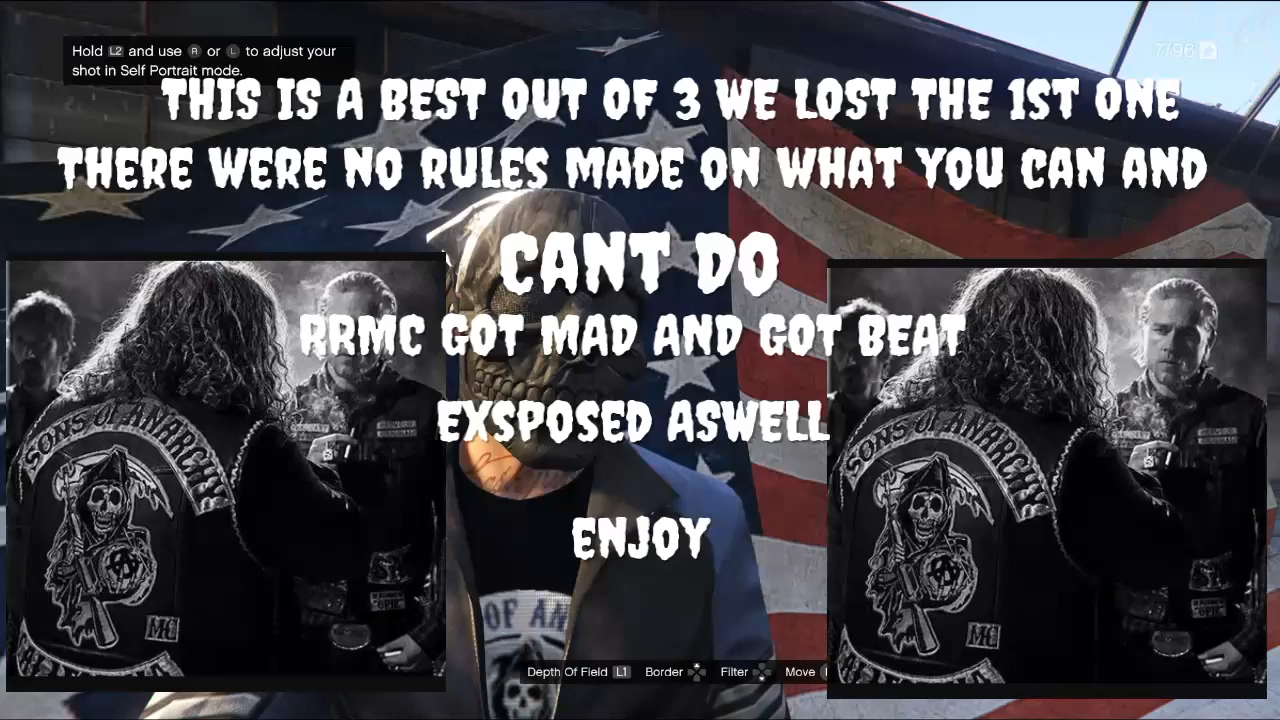 Hold L2 and use R or L to adjust your
shot in Self Portrait mode.
7/96
THIS IS A BEST OUT OF 3 WE LOST THE 1ST ONE
THERE WERE NO RULES MADE ON WHAT YOU CAN AND
CANT DO
RRMC GOT MAD AND GOT BEAT
EXSPOSED ASWELL
ENJOY
SONS OF ANARCHY
MC
SONS OF ANARCHY
MC
OF AN
Depth Of Field L1 Border Filter Move